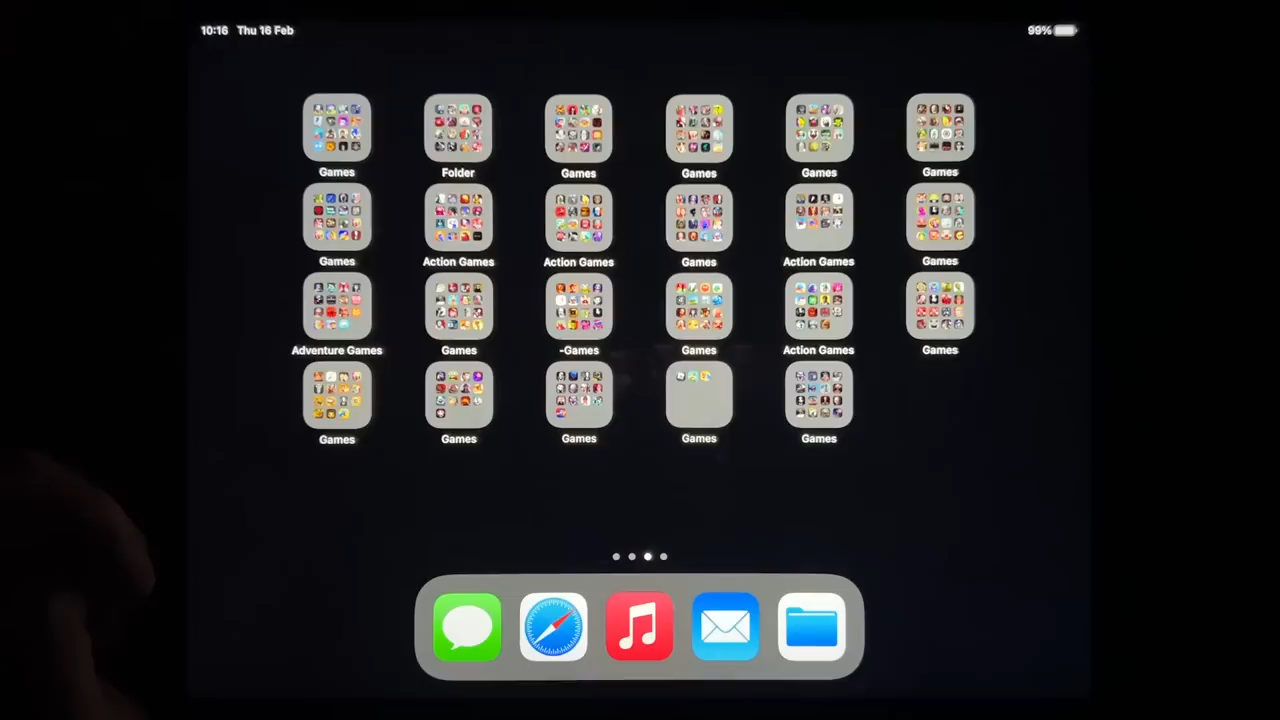 10:16 Thu 16 Feb 99%
Games Folder Games Games Games Games
Games Action Games Action Games Games Action Games Games
Adventure Games Games -Games Games Action Games Games
Games Games Games Games Games